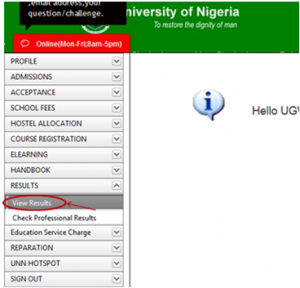 ,email address,your
question/challenge.
niversity of Nigeria
To restore the dignity of man
Online(Mon-Fri(8am-5pm)
PROFILE
ADMISSIONS
ACCEPTANCE
SCHOOL FEES
HOSTEL ALLOCATION
COURSE REGISTRATION
ELEARNING
HANDBOOK
RESULTS
View Results
Check Professional Results
Education Service Charge
REPARATION
UNN HOTSPOT
SIGN OUT
Hello UGW